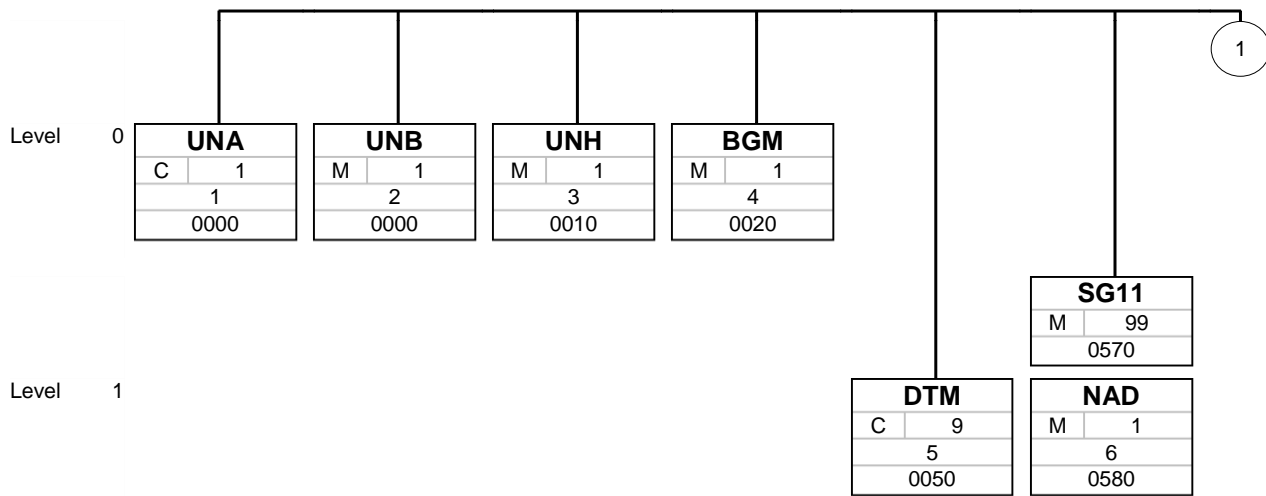 1
Level 0
UNA
C 1
1
0000
UNB
M 1
2
0000
UNH
M 1
3
0010
BGM
M 1
4
0020
SG11
M 99
0570
Level 1
DTM
C 9
5
0050
NAD
M 1
6
0580